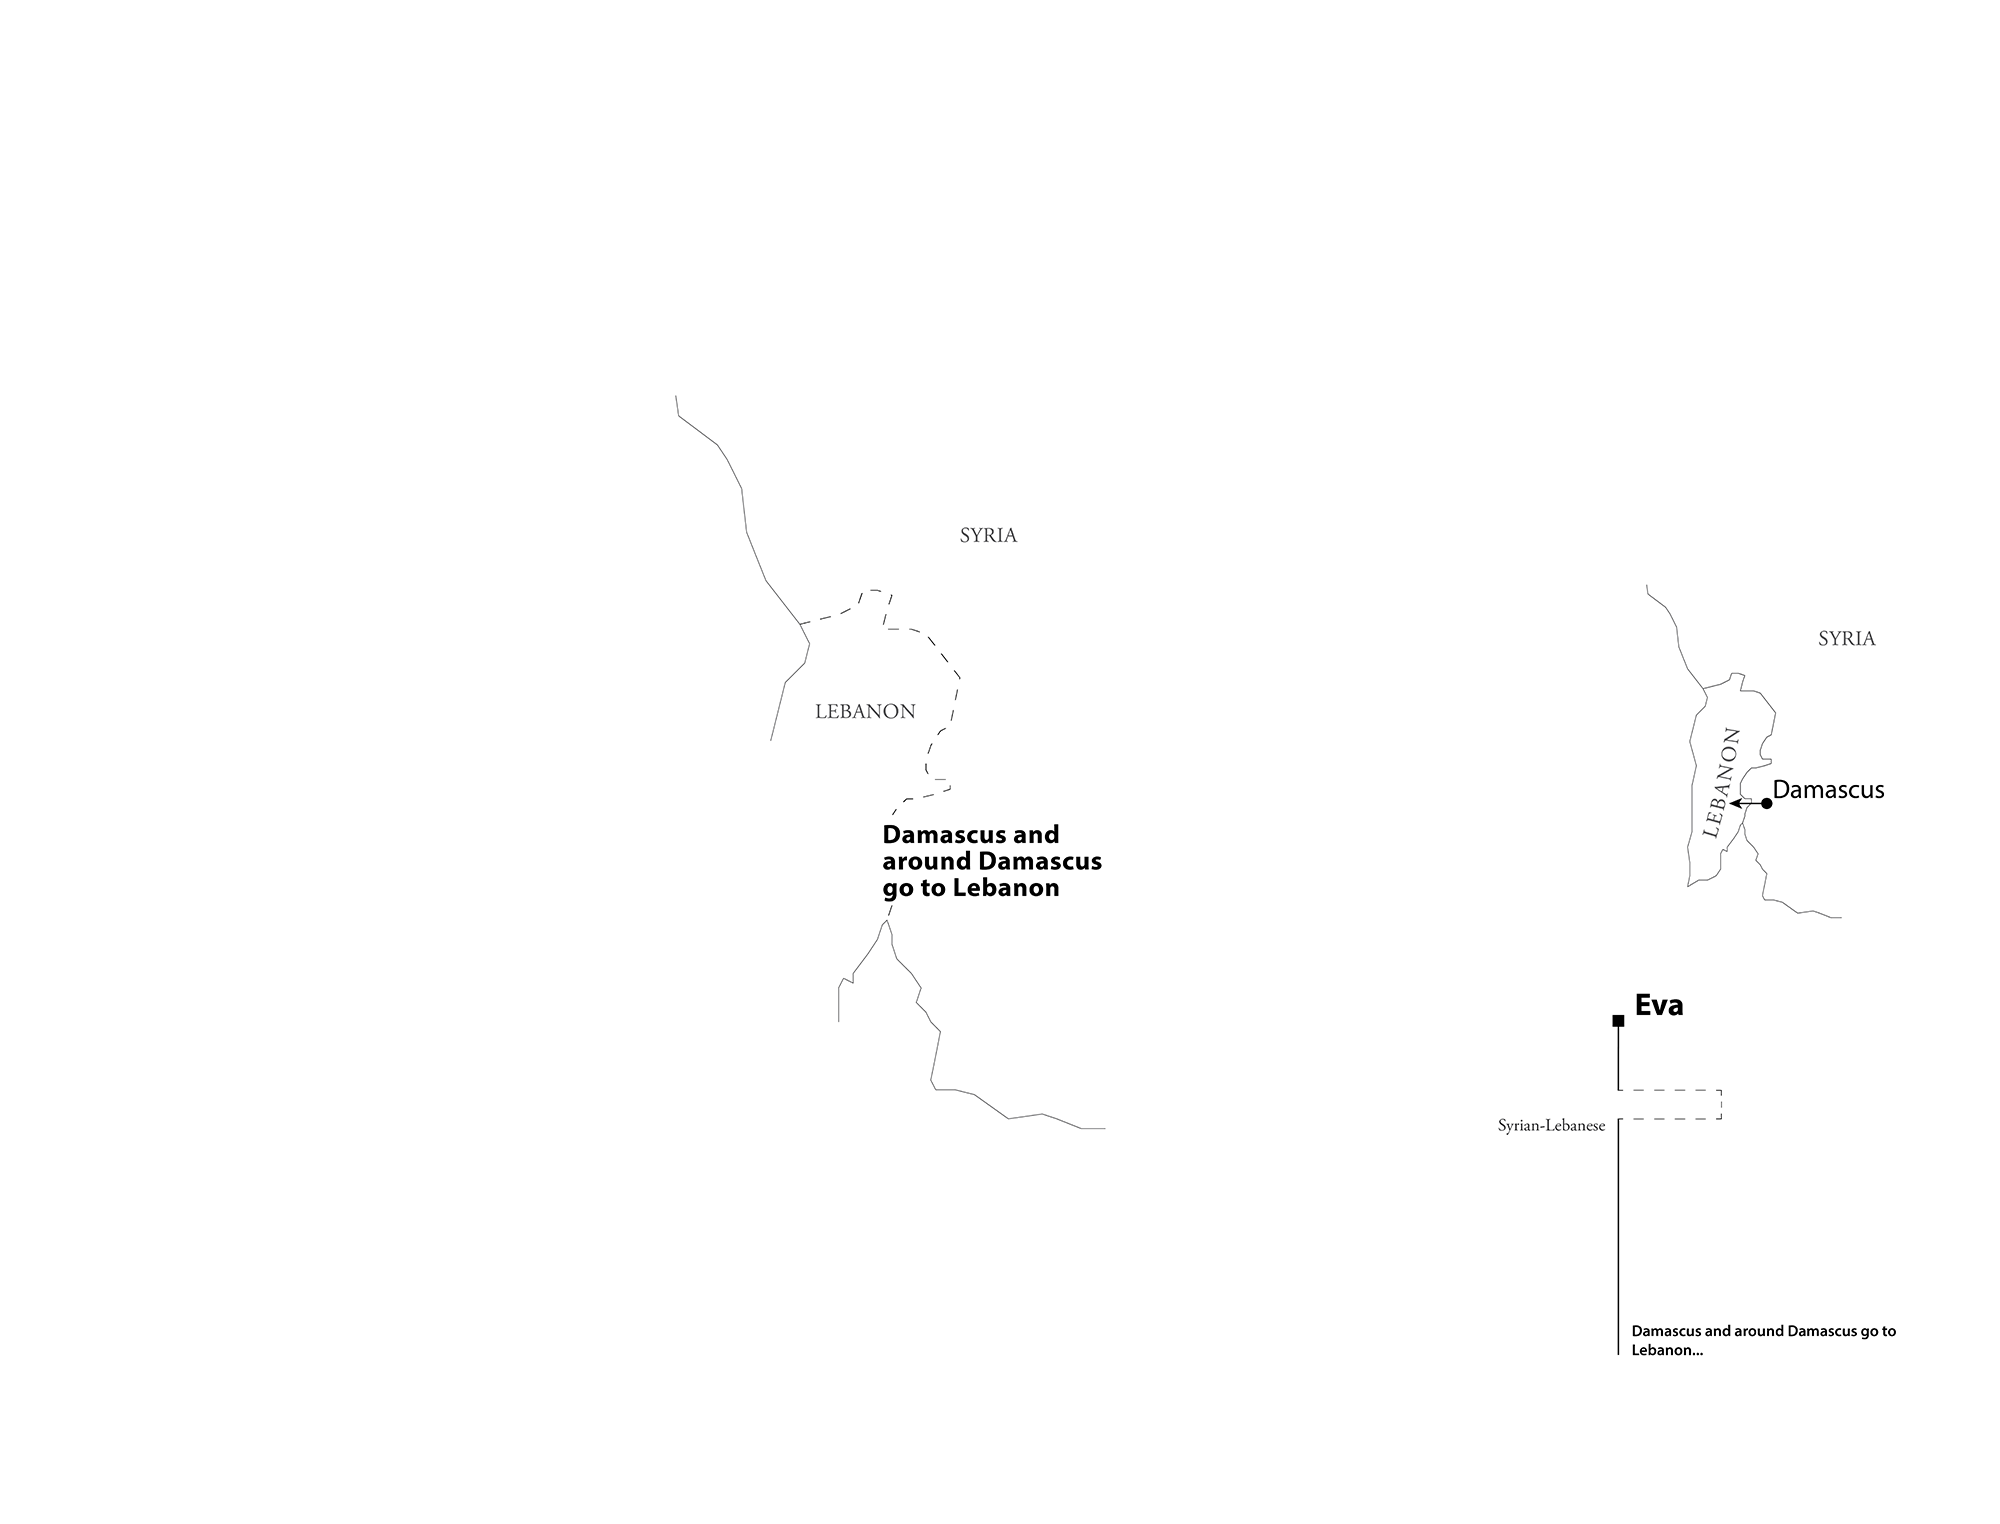 SYRIA
LEBANON
Damascus and
around Damascus
go to Lebanon
SYRIA
LEBANON
Damascus
Eva
Syrian-Lebanese
Damascus and around Damascus go to
Lebanon...